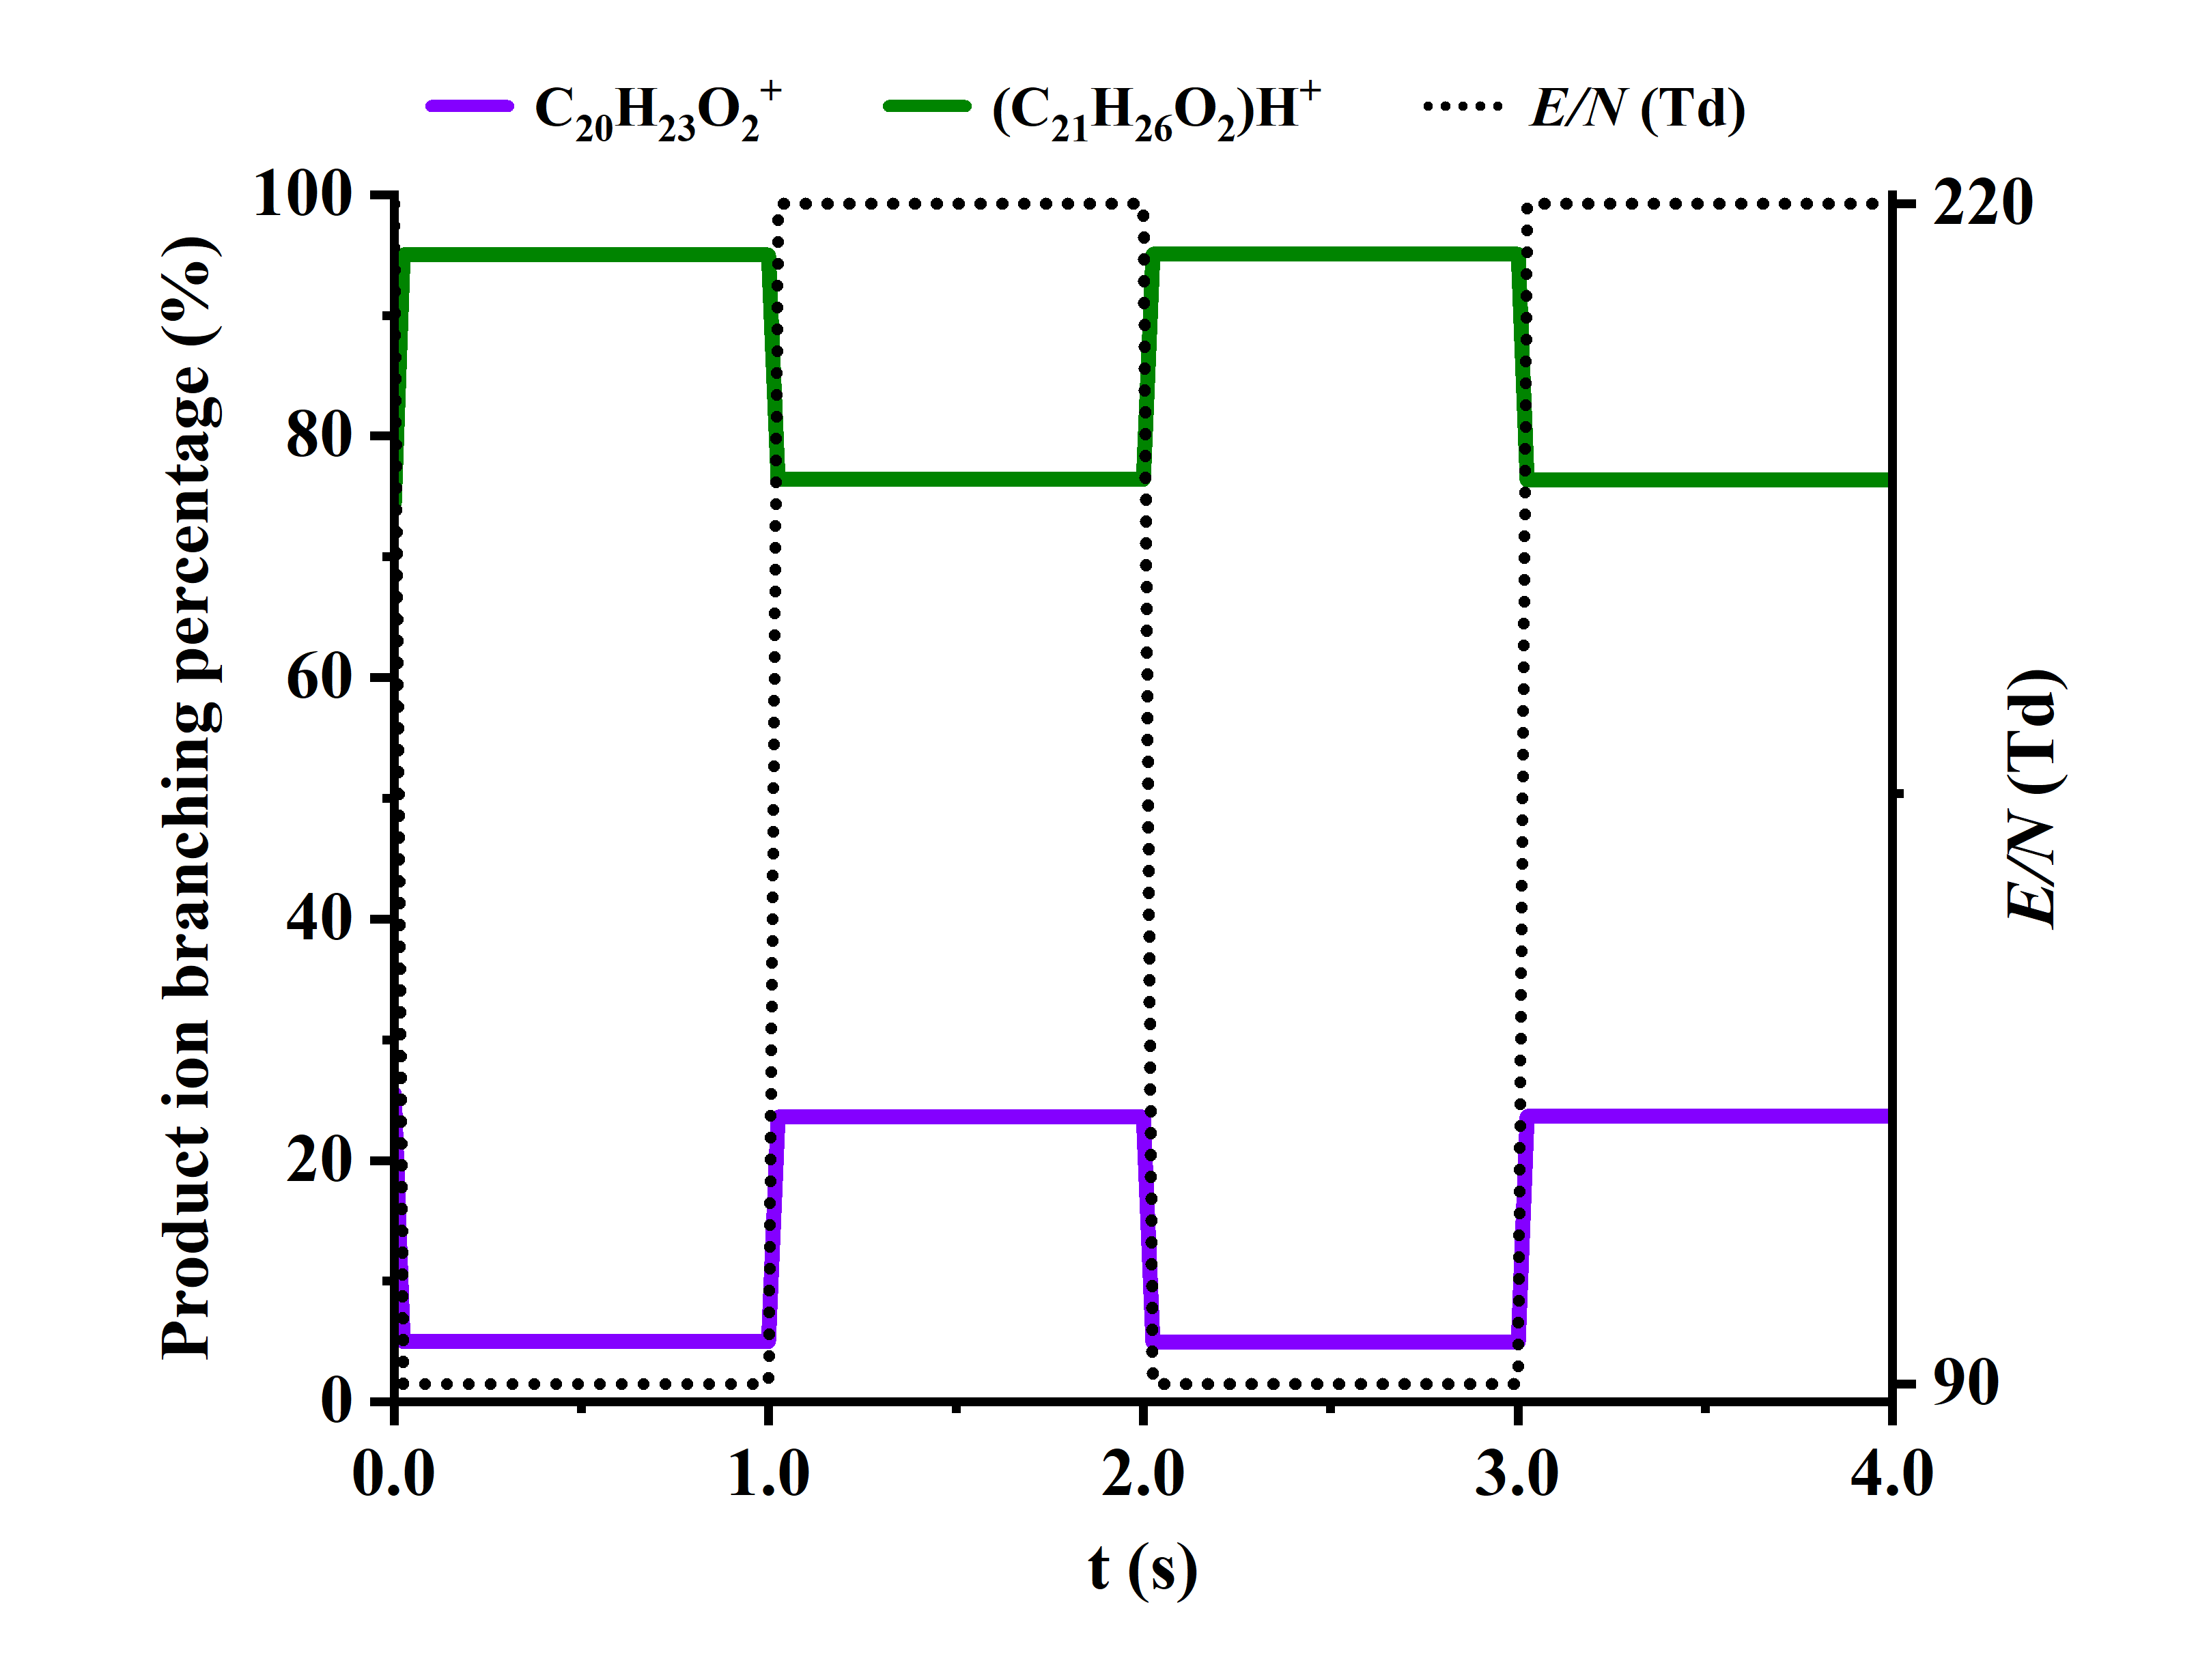 C₂₀H₂₃O₂⁺ (C₂₁H₂₆O₂)H⁺ E/N (Td)
Product ion branching percentage (%)
100
80
60
40
20
0
220
90
E/N (Td)
0.0 1.0 2.0 3.0 4.0
t (s)